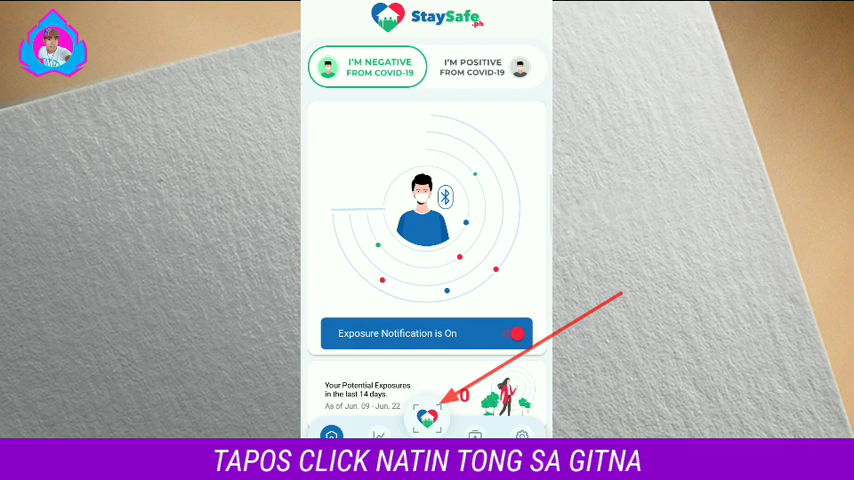 StaySafe.ph
I'M NEGATIVE
FROM COVID-19
I'M POSITIVE
FROM COVID-19
Exposure Notification is On
Your Potential Exposures
in the last 14 days.
As of Jun. 09 - Jun. 22
0
TAPOS CLICK NATIN TONG SA GITNA